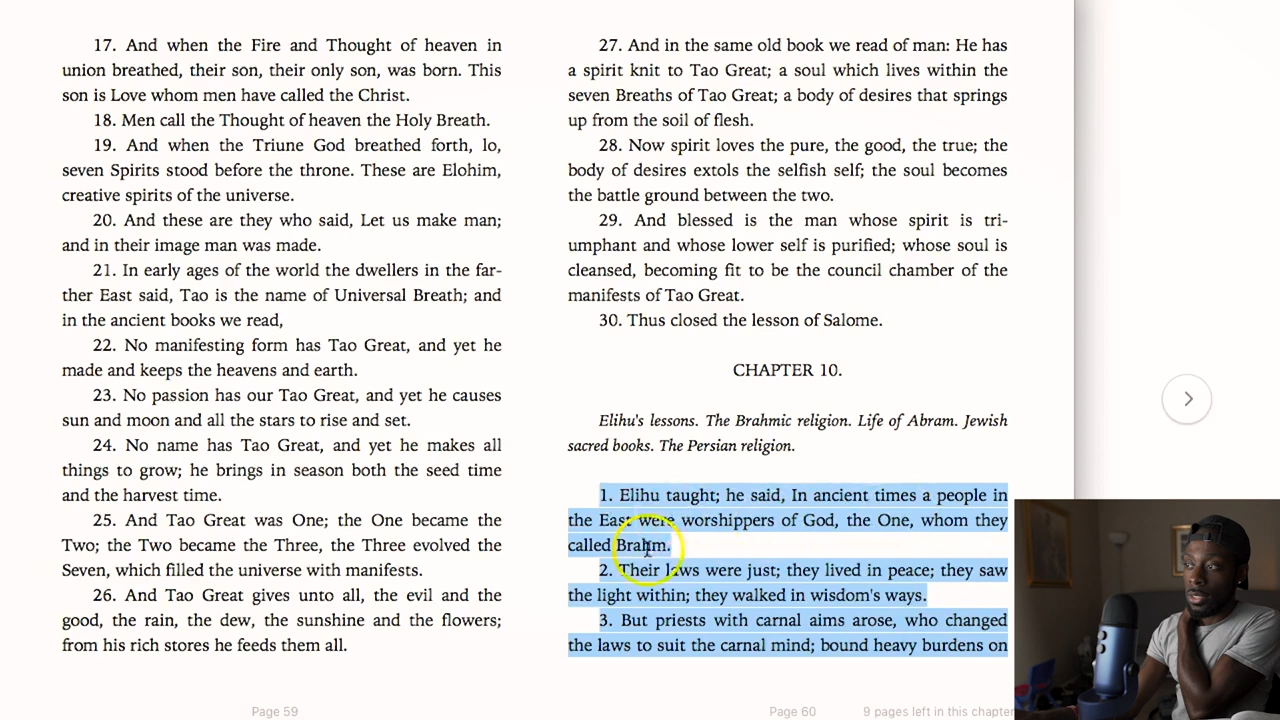 17. And when the Fire and Thought of heaven in
union breathed, their son, their only son, was born. This
son is Love whom men have called the Christ.
18. Men call the Thought of heaven the Holy Breath.
19. And when the Triune God breathed forth, lo,
seven Spirits stood before the throne. These are Elohim,
creative spirits of the universe.
20. And these are they who said, Let us make man;
and in their image man was made.
21. In early ages of the world the dwellers in the far-
ther East said, Tao is the name of Universal Breath; and
in the ancient books we read,
22. No manifesting form has Tao Great, and yet he
made and keeps the heavens and earth.
23. No passion has our Tao Great, and yet he causes
sun and moon and all the stars to rise and set.
24. No name has Tao Great, and yet he makes all
things to grow; he brings in season both the seed time
and the harvest time.
25. And Tao Great was One; the One became the
Two; the Two became the Three, the Three evolved the
Seven, which filled the universe with manifests.
26. And Tao Great gives unto all, the evil and the
good, the rain, the dew, the sunshine and the flowers;
from his rich stores he feeds them all.
Page 59
27. And in the same old book we read of man: He has
a spirit knit to Tao Great; a soul which lives within the
seven Breaths of Tao Great; a body of desires that springs
up from the soil of flesh.
28. Now spirit loves the pure, the good, the true; the
body of desires extols the selfish self; the soul becomes
the battle ground between the two.
29. And blessed is the man whose spirit is tri-
umphant and whose lower self is purified; whose soul is
cleansed, becoming fit to be the council chamber of the
manifests of Tao Great.
30. Thus closed the lesson of Salome.
CHAPTER 10.
Elihu's lessons. The Brahmic religion. Life of Abram. Jewish
sacred books. The Persian religion.
1. Elihu taught; he said, In ancient times a people in
the East were worshippers of God, the One, whom they
called Brahm.
2. Their laws were just; they lived in peace; they saw
the light within; they walked in wisdom's ways.
3. But priests with carnal aims arose, who changed
the laws to suit the carnal mind; bound heavy burdens on
Page 60
9 pages left in this chapter